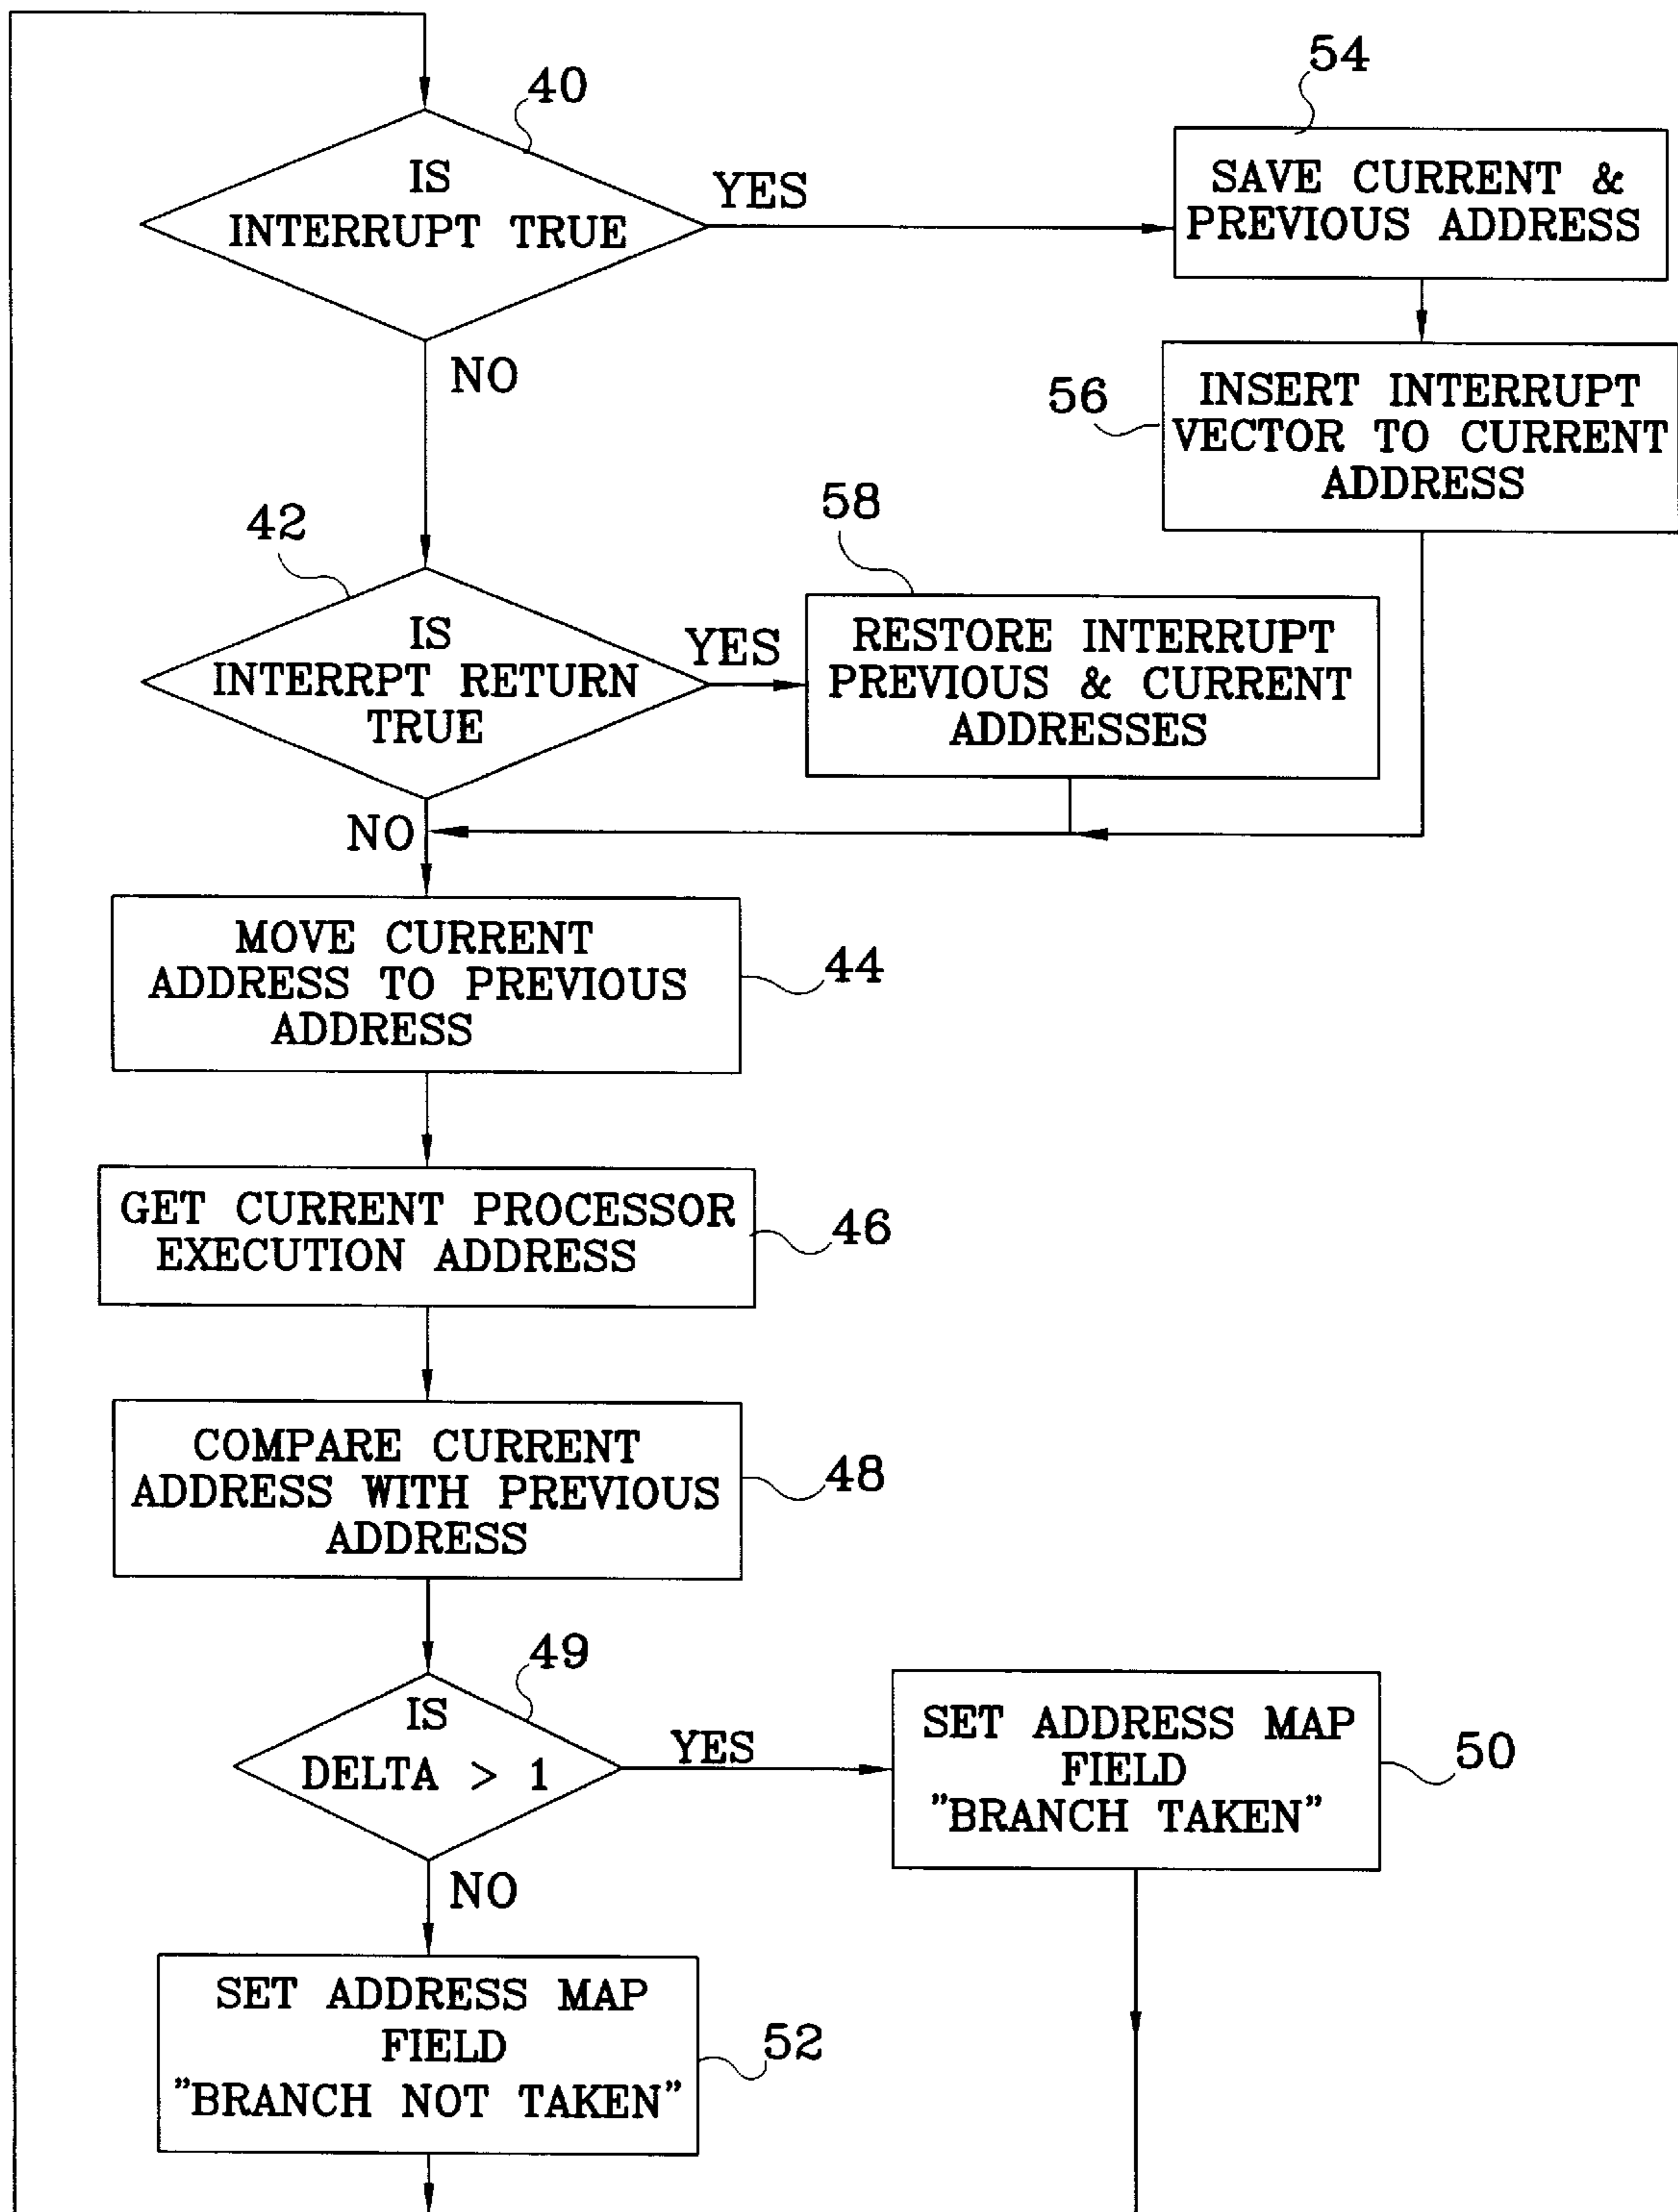 40
IS
INTERRUPT TRUE
YES
NO
54
SAVE CURRENT &
PREVIOUS ADDRESS
56
INSERT INTERRUPT
VECTOR TO CURRENT
ADDRESS
42
IS
INTERRPT RETURN
TRUE
YES
NO
58
RESTORE INTERRUPT
PREVIOUS & CURRENT
ADDRESSES
MOVE CURRENT
ADDRESS TO PREVIOUS
ADDRESS
44
GET CURRENT PROCESSOR
EXECUTION ADDRESS
46
COMPARE CURRENT
ADDRESS WITH PREVIOUS
ADDRESS
48
49
IS
DELTA > 1
YES
NO
SET ADDRESS MAP
FIELD
"BRANCH TAKEN"
50
SET ADDRESS MAP
FIELD
"BRANCH NOT TAKEN"
52